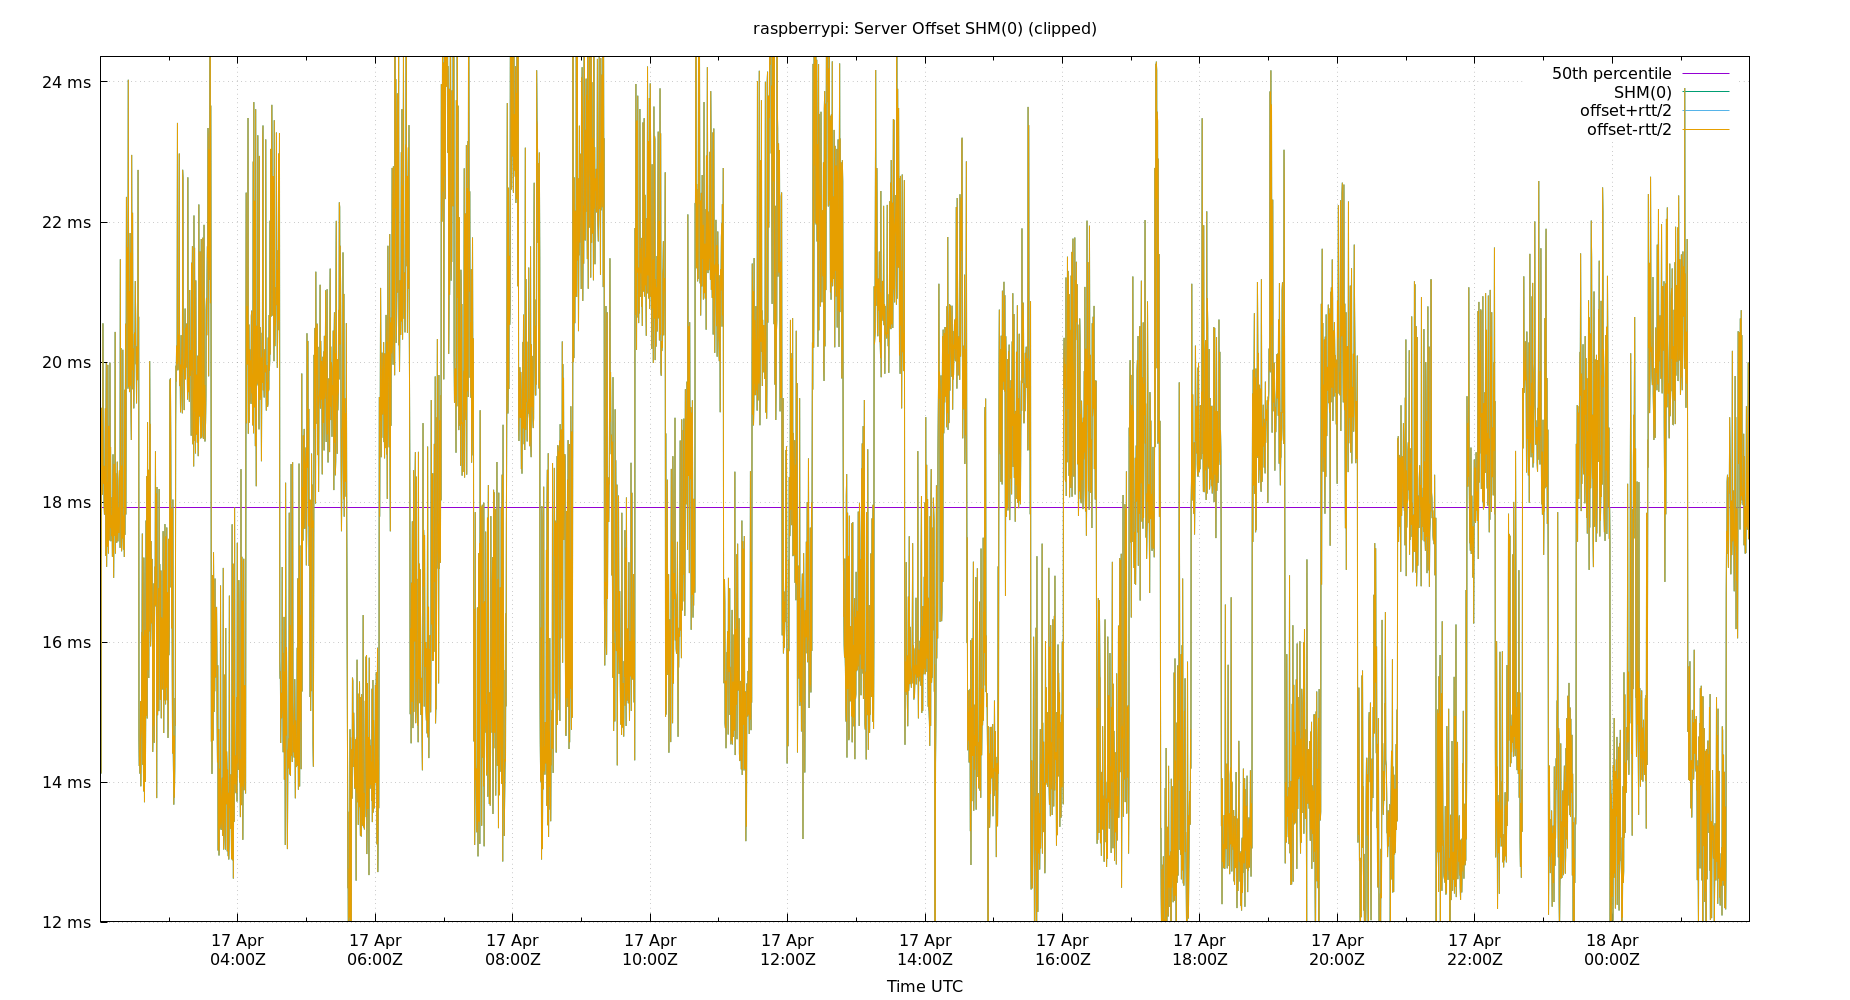 raspberrypi: Server Offset SHM(0) (clipped)
50th percentile
SHM(0)
offset+rtt/2
offset-rtt/2
24 ms
22 ms
20 ms
18 ms
16 ms
14 ms
12 ms
17 Apr 17 Apr 17 Apr 17 Apr 17 Apr 17 Apr 17 Apr 17 Apr 17 Apr 17 Apr 18 Apr
04:00Z 06:00Z 08:00Z 10:00Z 12:00Z 14:00Z 16:00Z 18:00Z 20:00Z 22:00Z 00:00Z
Time UTC